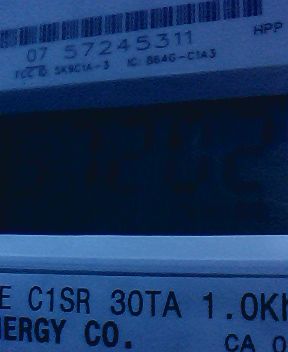 07 57245311
HPP
FCC ID: SK9C1A-3 IC: 864G-C1A3
E C1SR 30TA 1.0K
ERGY CO.
CA 0